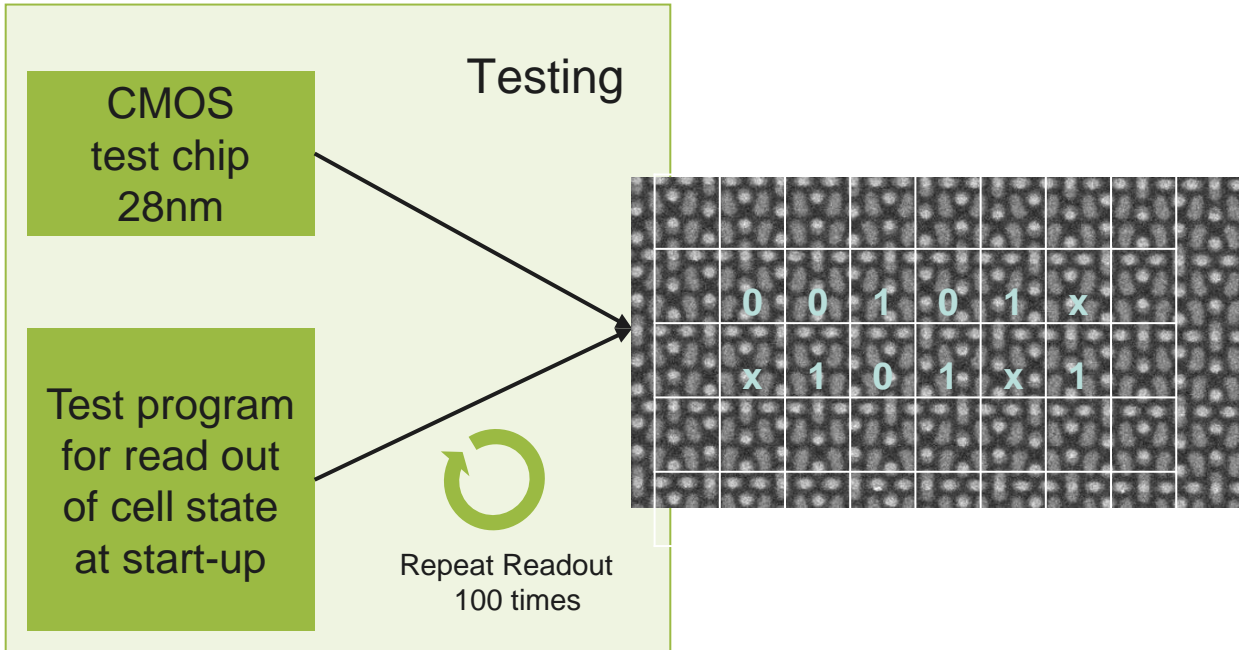 Testing
CMOS
test chip
28nm
Test program
for read out
of cell state
at start-up
Repeat Readout
100 times
0 0 1 0 1 x
x 1 0 1 x 1